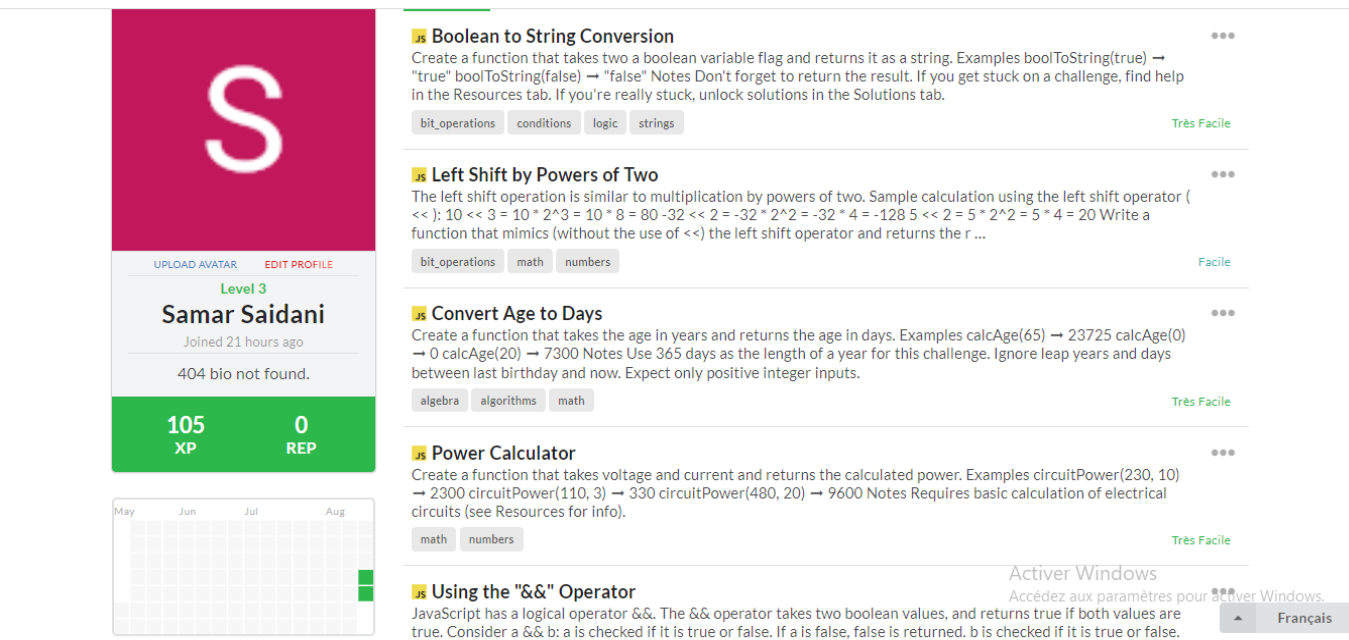 S
UPLOAD AVATAR EDIT PROFILE
Level 3
Samar Saidani
Joined 21 hours ago
404 bio not found.
105 0
XP REP
May Jun Jul Aug
JS Boolean to String Conversion
Create a function that takes two a boolean variable flag and returns it as a string. Examples boolToString(true) →
"true" boolToString(false) → "false" Notes Don't forget to return the result. If you get stuck on a challenge, find help
in the Resources tab. If you're really stuck, unlock solutions in the Solutions tab.
bit_operations conditions logic strings
Très Facile
JS Left Shift by Powers of Two
The left shift operation is similar to multiplication by powers of two. Sample calculation using the left shift operator (
<< ): 10 << 3 = 10 * 2^3 = 10 * 8 = 80 -32 << 2 = -32 * 2^2 = -32 * 4 = -128 5 << 2 = 5 * 2^2 = 5 * 4 = 20 Write a
function that mimics (without the use of <<) the left shift operator and returns the r ...
bit_operations math numbers
Facile
JS Convert Age to Days
Create a function that takes the age in years and returns the age in days. Examples calcAge(65) → 23725 calcAge(0)
→ 0 calcAge(20) → 7300 Notes Use 365 days as the length of a year for this challenge. Ignore leap years and days
between last birthday and now. Expect only positive integer inputs.
algebra algorithms math
Très Facile
JS Power Calculator
Create a function that takes voltage and current and returns the calculated power. Examples circuitPower(230, 10)
→ 2300 circuitPower(110, 3) → 330 circuitPower(480, 20) → 9600 Notes Requires basic calculation of electrical
circuits (see Resources for info).
math numbers
Très Facile
JS Using the "&&" Operator
JavaScript has a logical operator &&. The && operator takes two boolean values, and returns true if both values are
true. Consider a && b: a is checked if it is true or false. If a is false, false is returned. b is checked if it is true or false.
Activer Windows
Accédez aux paramètres pour activer Windows.
Français